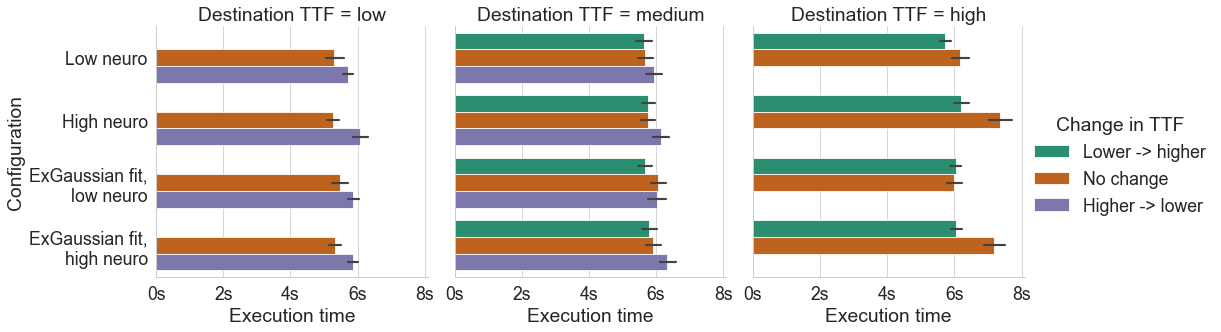 Destination TTF = low
Destination TTF = medium
Destination TTF = high
Configuration
Low neuro
High neuro
ExGaussian fit,
low neuro
ExGaussian fit,
high neuro
0s 2s 4s 6s 8s
0s 2s 4s 6s 8s
0s 2s 4s 6s 8s
Execution time
Execution time
Execution time
Change in TTF
Lower -> higher
No change
Higher -> lower